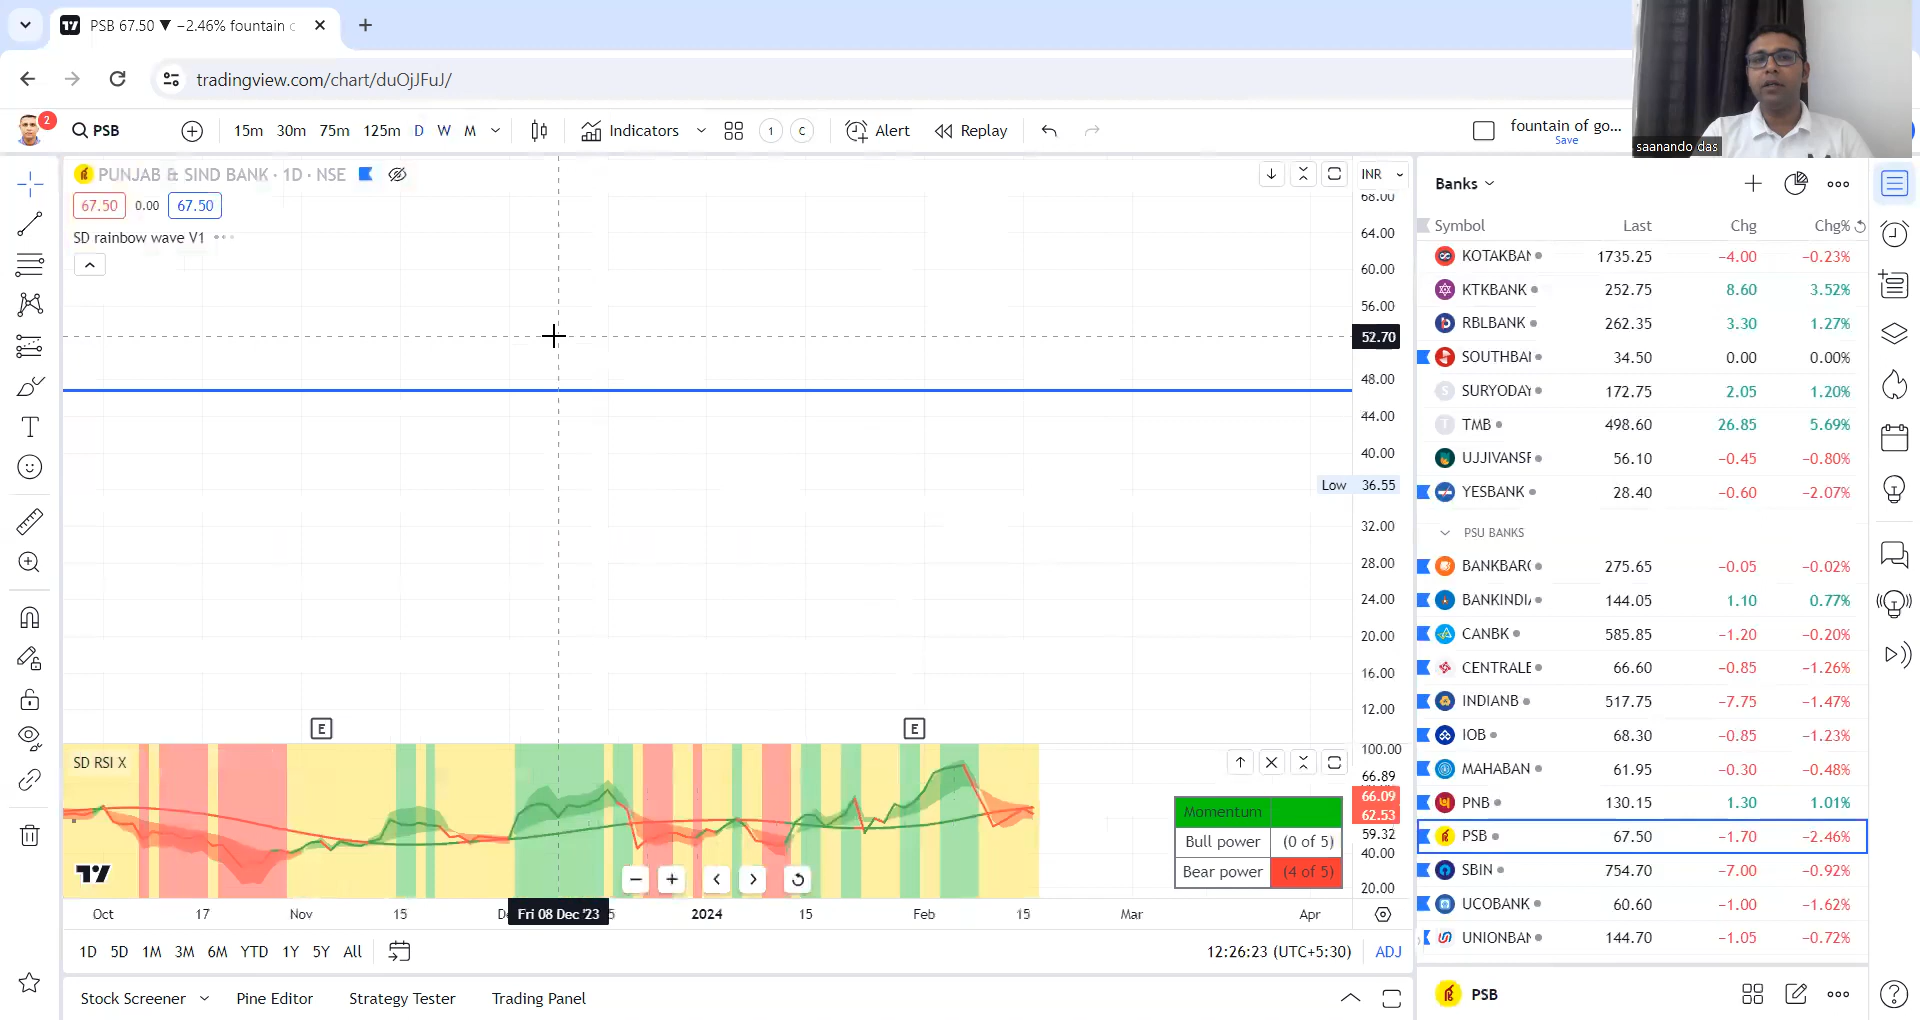 PSB 67.50 ▼ −2.46% fountain
tradingview.com/chart/duOjJFuJ/
2
PSB
15m 30m 75m 125m D W M
Indicators
1 C
Alert
Replay
fountain of go...
Save
saanando das
PUNJAB & SIND BANK · 1D · NSE
67.50 0.00 67.50
SD rainbow wave V1
INR
68.00
64.00
60.00
56.00
52.70
48.00
44.00
40.00
Low 36.55
32.00
28.00
24.00
20.00
16.00
12.00
E E
SD RSI X
100.00
66.89
66.09
62.53
59.32
40.00
20.00
Momentum
Bull power (0 of 5)
Bear power (4 of 5)
Oct 17 Nov 15 Fri 08 Dec '23 2024 15 Feb 15 Mar Apr
1D 5D 1M 3M 6M YTD 1Y 5Y All
12:26:23 (UTC+5:30) ADJ
Stock Screener Pine Editor Strategy Tester Trading Panel
Banks
Symbol Last Chg Chg%
KOTAKBAN 1735.25 −4.00 −0.23%
KTKBANK 252.75 8.60 3.52%
RBLBANK 262.35 3.30 1.27%
SOUTHBA 34.50 0.00 0.00%
SURYODAY 172.75 2.05 1.20%
TMB 498.60 26.85 5.69%
UJJIVANSF 56.10 −0.45 −0.80%
YESBANK 28.40 −0.60 −2.07%
PSU BANKS
BANKBAR 275.65 −0.05 −0.02%
BANKINDI 144.05 1.10 0.77%
CANBK 585.85 −1.20 −0.20%
CENTRALB 66.60 −0.85 −1.26%
INDIANB 517.75 −7.75 −1.47%
IOB 68.30 −0.85 −1.23%
MAHABAN 61.95 −0.30 −0.48%
PNB 130.15 1.30 1.01%
PSB 67.50 −1.70 −2.46%
SBIN 754.70 −7.00 −0.92%
UCOBANK 60.60 −1.00 −1.62%
UNIONBAN 144.70 −1.05 −0.72%
PSB